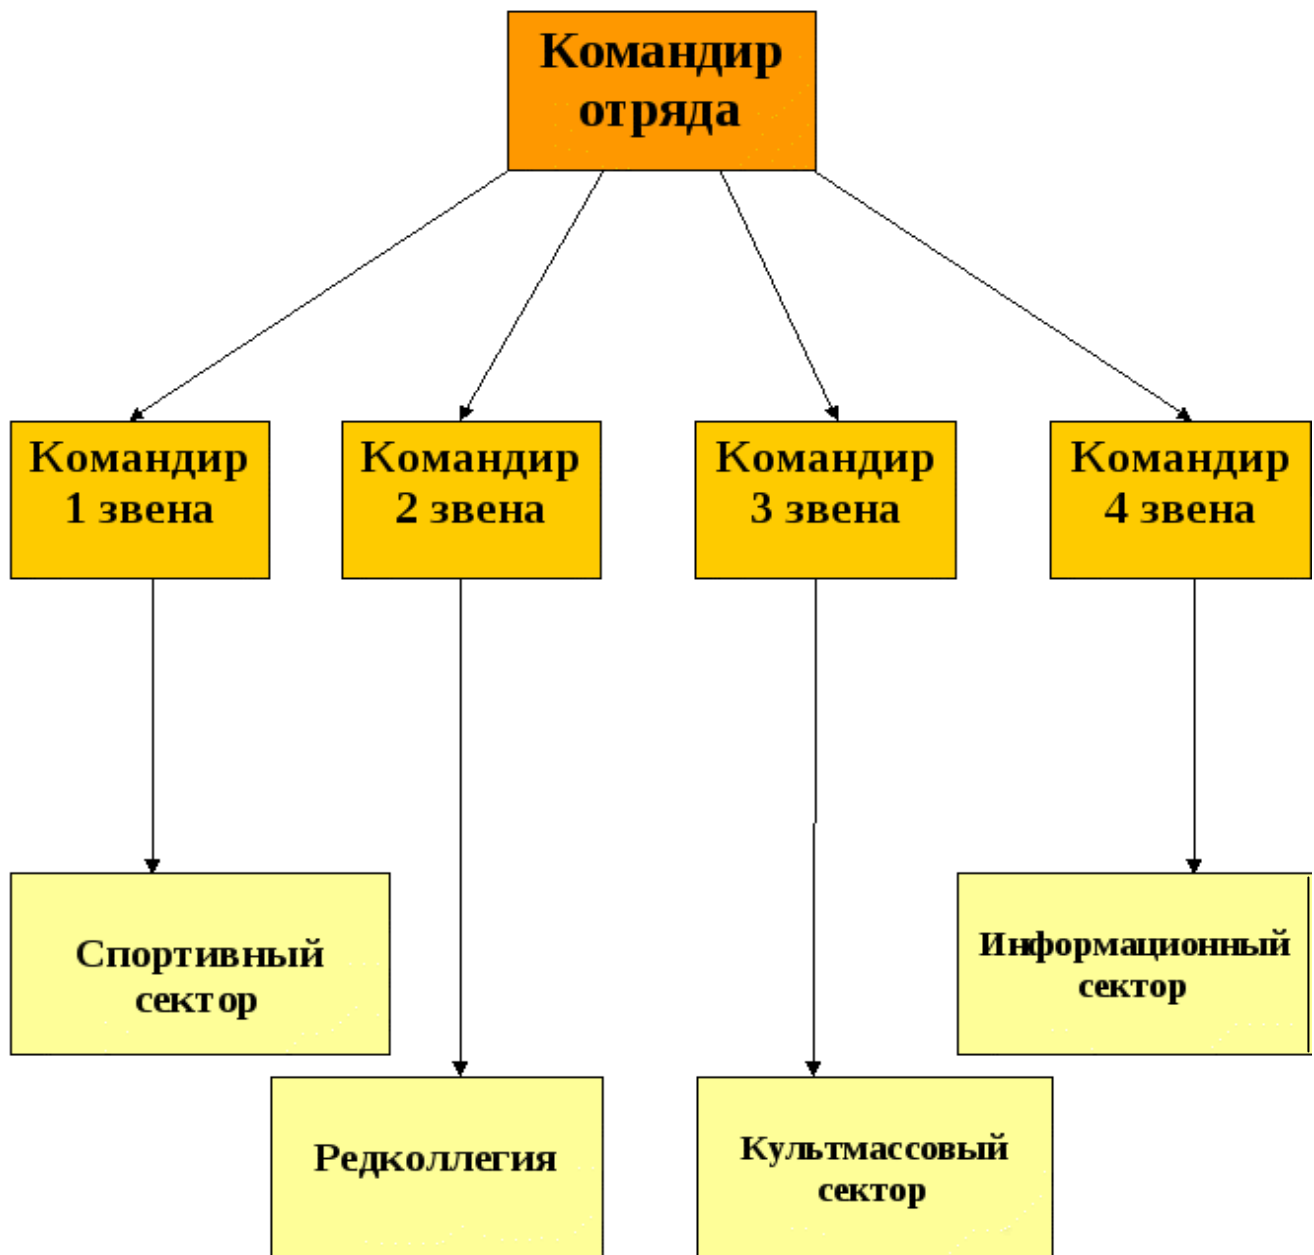 Командир
отряда
Командир
1 звена
Командир
2 звена
Командир
3 звена
Командир
4 звена
Спортивный
сектор
Информационный
сектор
Редколлегия
Культмассовый
сектор